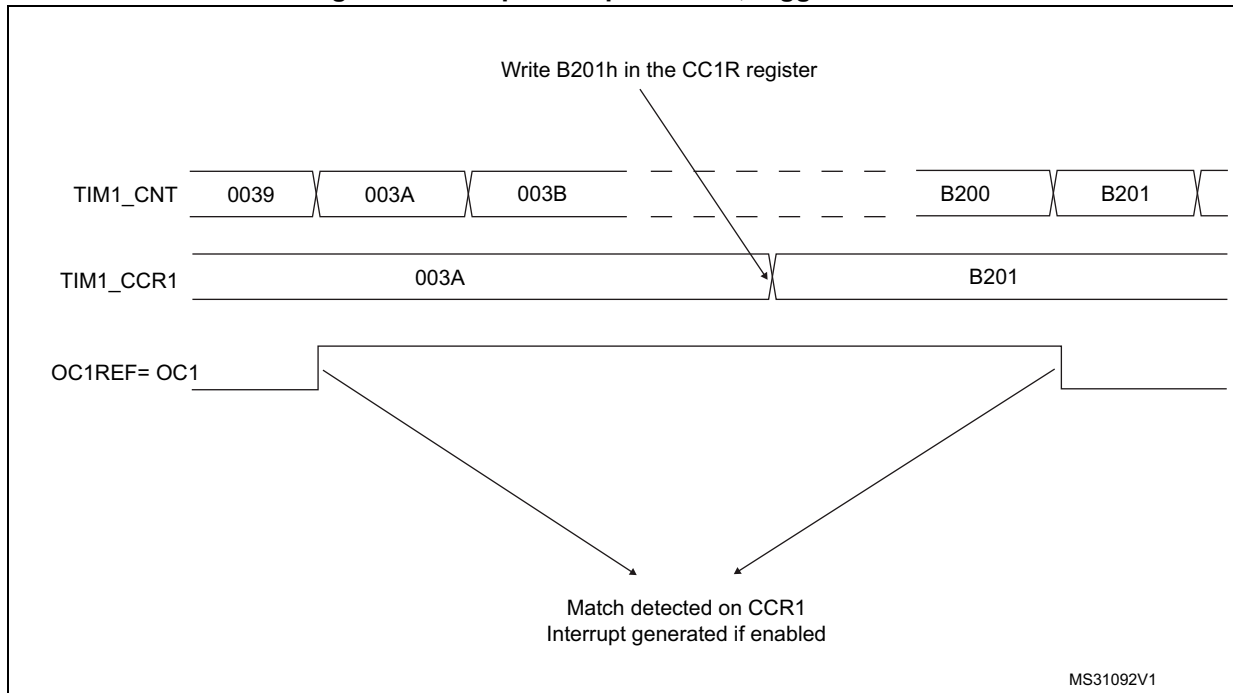 Write B201h in the CC1R register
TIM1_CNT 0039 003A 003B B200 B201
TIM1_CCR1 003A B201
OC1REF= OC1
Match detected on CCR1
Interrupt generated if enabled
MS31092V1